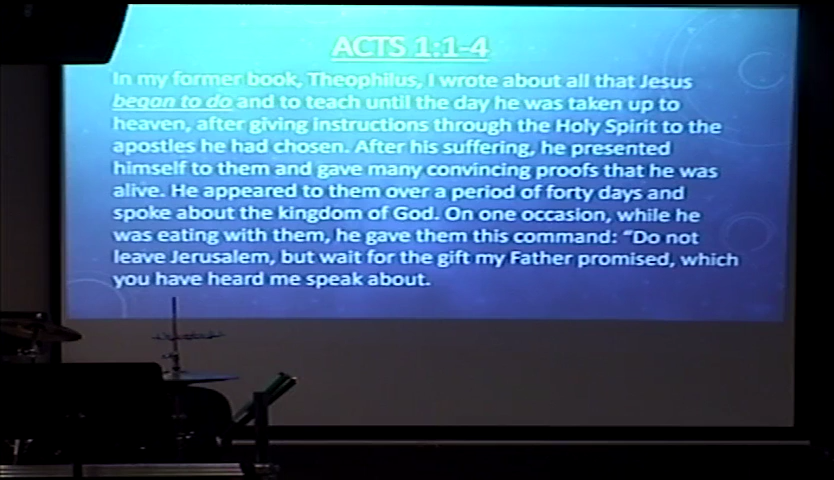 ACTS 1:1-4
In my former book, Theophilus, I wrote about all that Jesus
began to do and to teach until the day he was taken up to
heaven, after giving instructions through the Holy Spirit to the
apostles he had chosen. After his suffering, he presented
himself to them and gave many convincing proofs that he was
alive. He appeared to them over a period of forty days and
spoke about the kingdom of God. On one occasion, while he
was eating with them, he gave them this command: “Do not
leave Jerusalem, but wait for the gift my Father promised, which
you have heard me speak about.